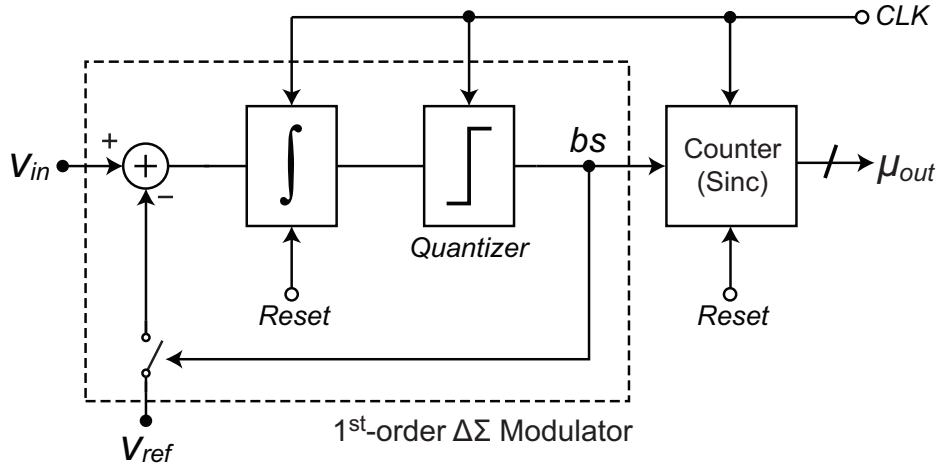 CLK
+
∫
bs
Counter
(Sinc)
V_in
+
−
μ_out
Quantizer
Reset
Reset
V_ref
1st-order ΔΣ Modulator